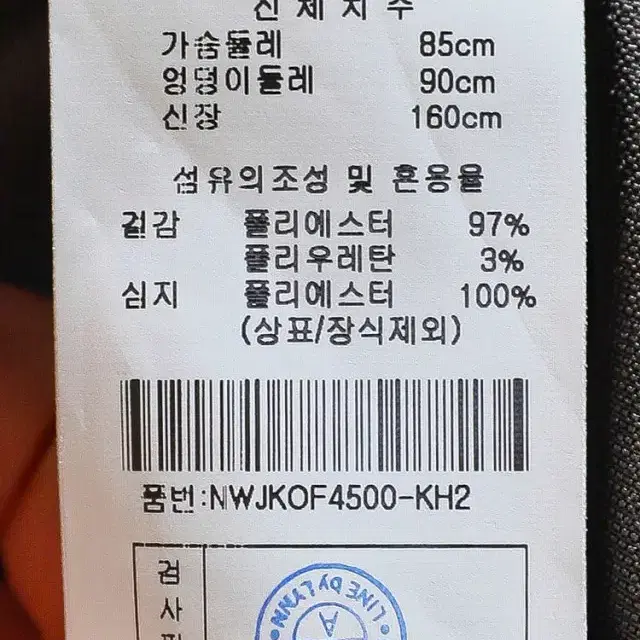 신체치수
가슴둘레 85cm
엉덩이둘레 90cm
신장 160cm
섬유의조성 및 혼용율
겉감 폴리에스터 97%
폴리우레탄 3%
심지 폴리에스터 100%
(상표/장식제외)
품번:NWJKOF4500-KH2
검
사